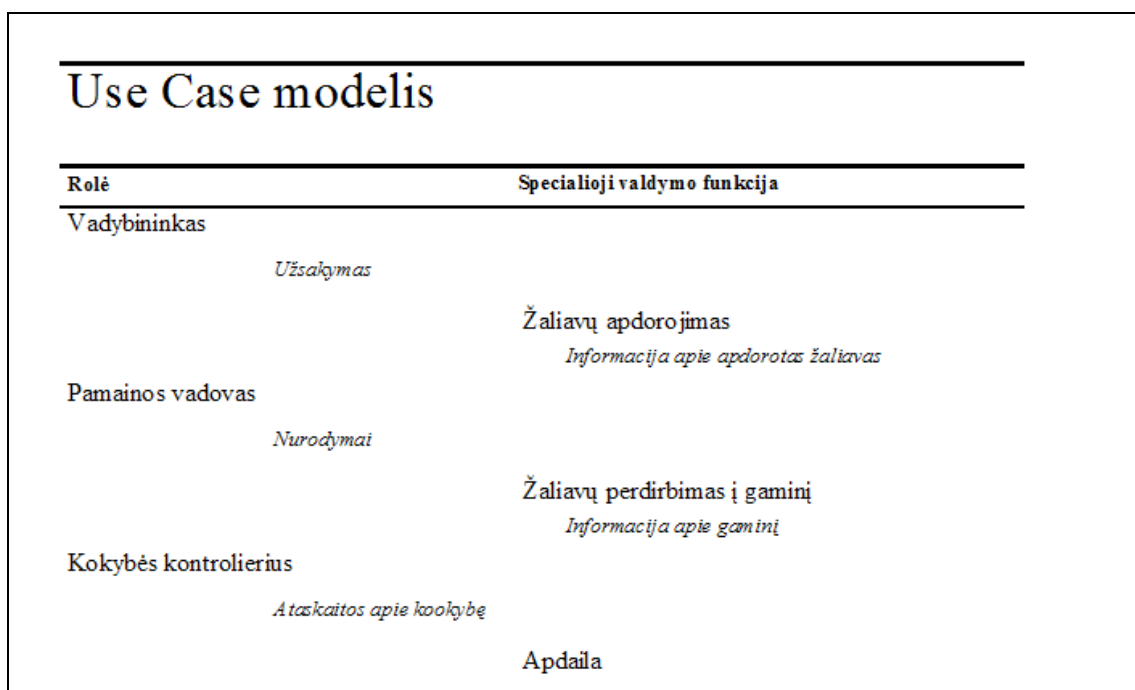 Use Case modelis
Rolė Specialioji valdymo funkcija
Vadybininkas
Užsakymas
Žaliavų apdorojimas
Informacija apie apdorotas žaliavas
Pamainos vadovas
Nurodymai
Žaliavų perdirbimas į gaminį
Informacija apie gaminį
Kokybės kontrolierius
Ataskaitos apie kookybę
Apdaila